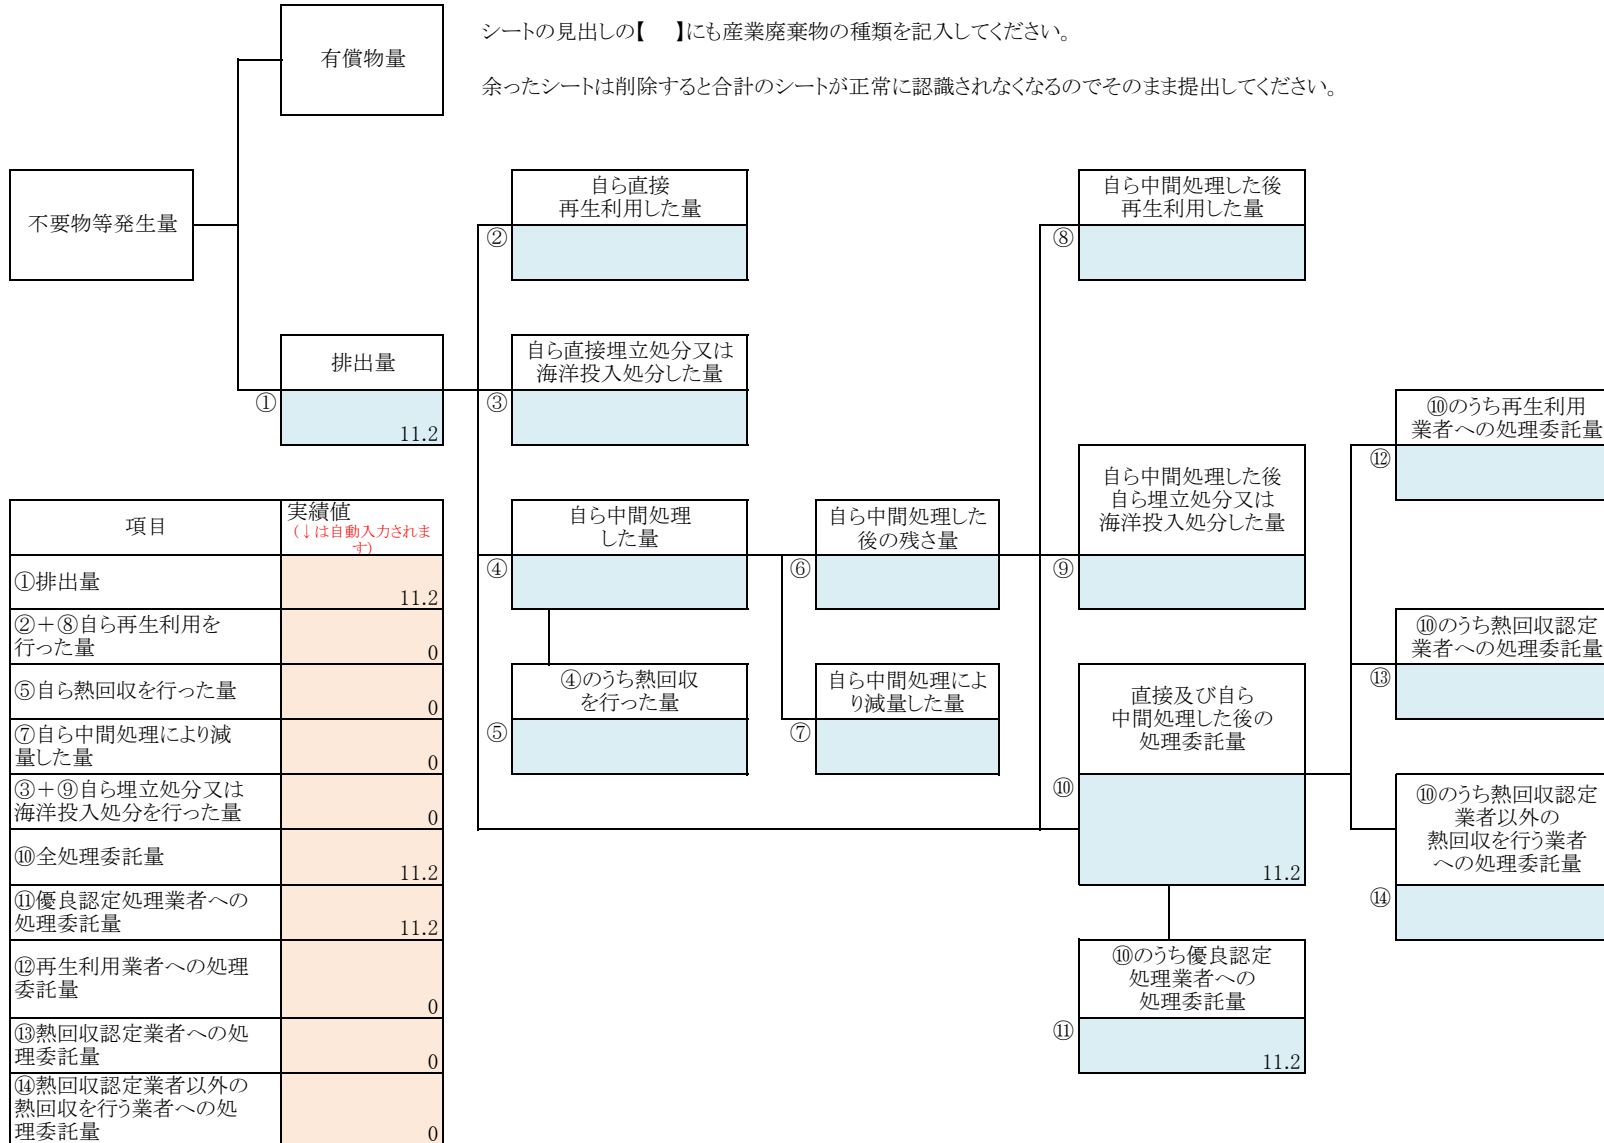 シートの見出しの【　】にも産業廃棄物の種類を記入してください。
余ったシートは削除すると合計のシートが正常に認識されなくなるのでそのまま提出してください。
有償物量
不要物等発生量
排出量
①
11.2
自ら直接
再生利用した量
②
自ら直接埋立処分又は
海洋投入処分した量
③
自ら中間処理
した量
④
④のうち熱回収
を行った量
⑤
自ら中間処理した
後の残さ量
⑥
自ら中間処理によ
り減量した量
⑦
自ら中間処理した後
再生利用した量
⑧
自ら中間処理した後
自ら埋立処分又は
海洋投入処分した量
⑨
直接及び自ら
中間処理した後の
処理委託量
⑩
11.2
⑩のうち優良認定
処理業者への
処理委託量
⑪
11.2
⑩のうち再生利用
業者への処理委託量
⑫
⑩のうち熱回収認定
業者への処理委託量
⑬
⑩のうち熱回収認定
業者以外の
熱回収を行う業者
への処理委託量
⑭
項目
実績値
(↓は自動入力されま
す)
①排出量
11.2
②＋⑧自ら再生利用を
行った量
0
⑤自ら熱回収を行った量
0
⑦自ら中間処理により減
量した量
0
③＋⑨自ら埋立処分又は
海洋投入処分を行った量
0
⑩全処理委託量
11.2
⑪優良認定処理業者への
処理委託量
11.2
⑫再生利用業者への処理
委託量
0
⑬熱回収認定業者への処
理委託量
0
⑭熱回収認定業者以外の
熱回収を行う業者への処
理委託量
0